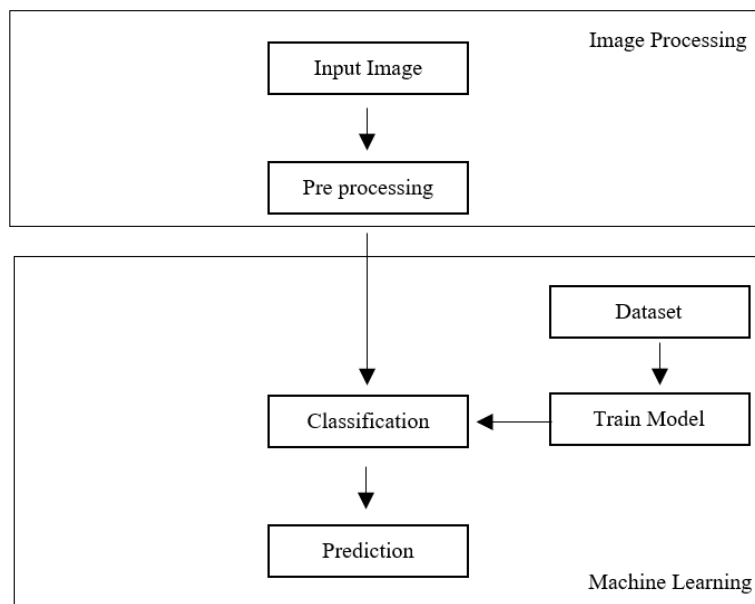 Image Processing
Input Image
Pre processing
Dataset
Classification
Train Model
Prediction
Machine Learning